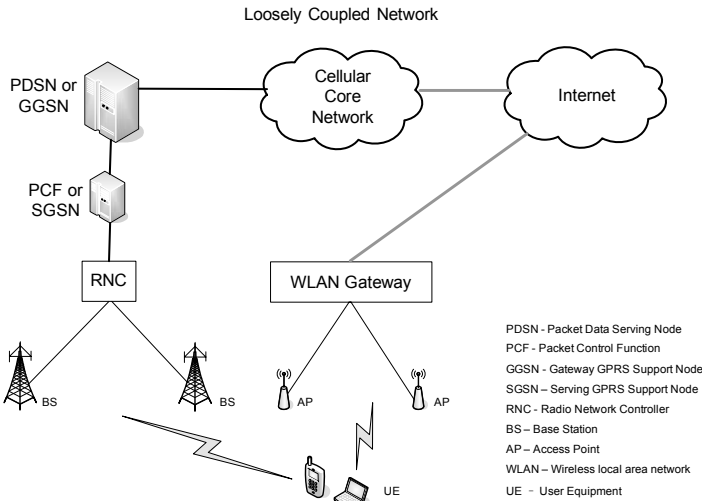 Loosely Coupled Network
PDSN or
GGSN
Cellular
Core
Network
Internet
PCF or
SGSN
RNC
WLAN Gateway
BS
BS
AP
AP
UE
PDSN - Packet Data Serving Node
PCF - Packet Control Function
GGSN - Gateway GPRS Support Node
SGSN – Serving GPRS Support Node
RNC - Radio Network Controller
BS – Base Station
AP – Access Point
WLAN – Wireless local area network
UE - User Equipment